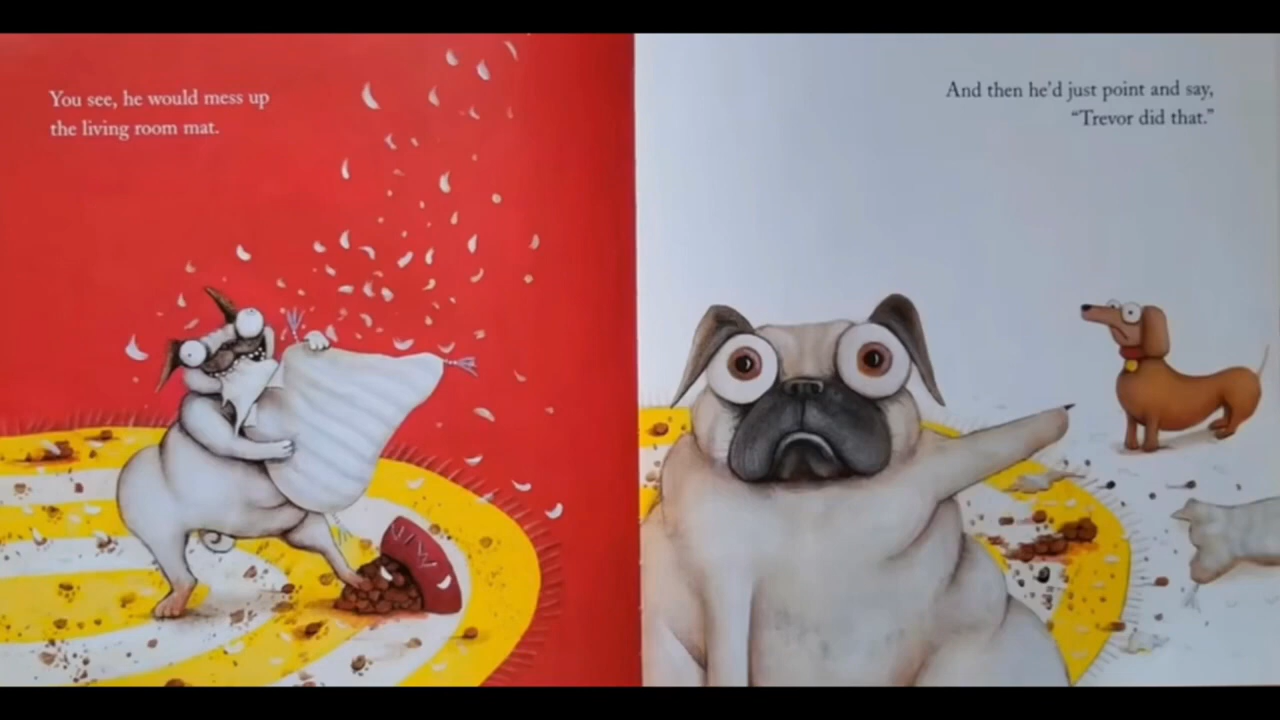 You see, he would mess up
the living room mat.
And then he'd just point and say,
“Trevor did that.”